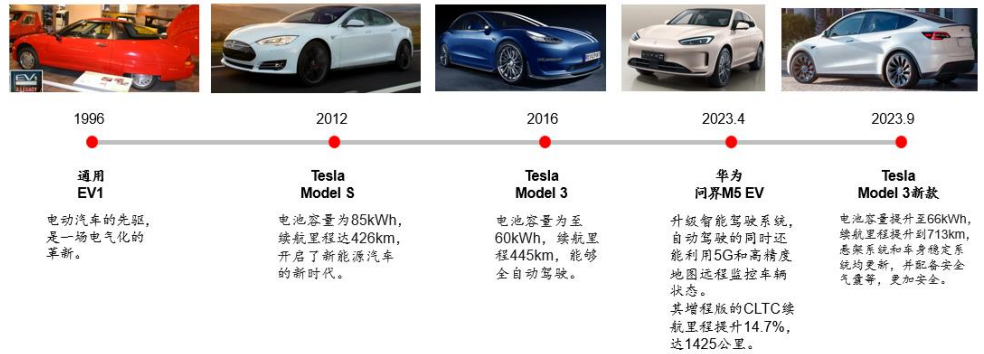 EV1
1996
2012
2016
2023.4
2023.9
通用
EV1
电动汽车的先驱，
是一场电气化的
革新。
Tesla
Model S
电池容量为85kWh，
续航里程达426km，
开启了新能源汽车
的新时代。
Tesla
Model 3
电池容量为至
60kWh，续航里
程445km，能够
全自动驾驶。
华为
问界M5 EV
升级智能驾驶系统，
自动驾驶的同时还
能利用5G和高精度
地图远程监控车辆
状态。
其增程版的CLTC续
航里程提升14.7%，
达1425公里。
Tesla
Model 3新款
电池容量提升至66kWh，
续航里程提升到713km，
悬架系统和车身稳定系
统均更新，并配备安全
气囊等，更加安全。